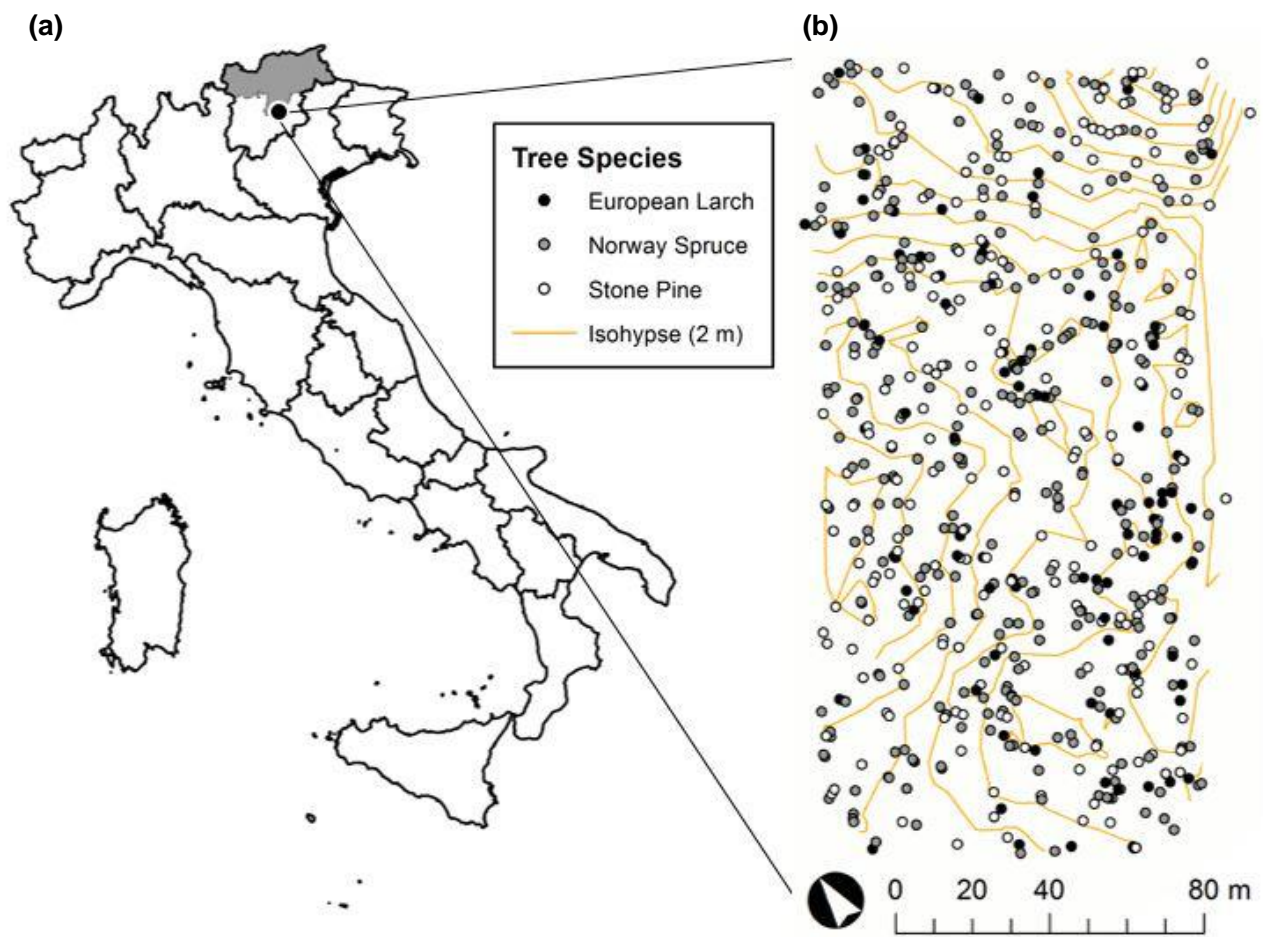 (a)
(b)
Tree Species
European Larch
Norway Spruce
Stone Pine
Isohypse (2 m)
0 20 40 80 m